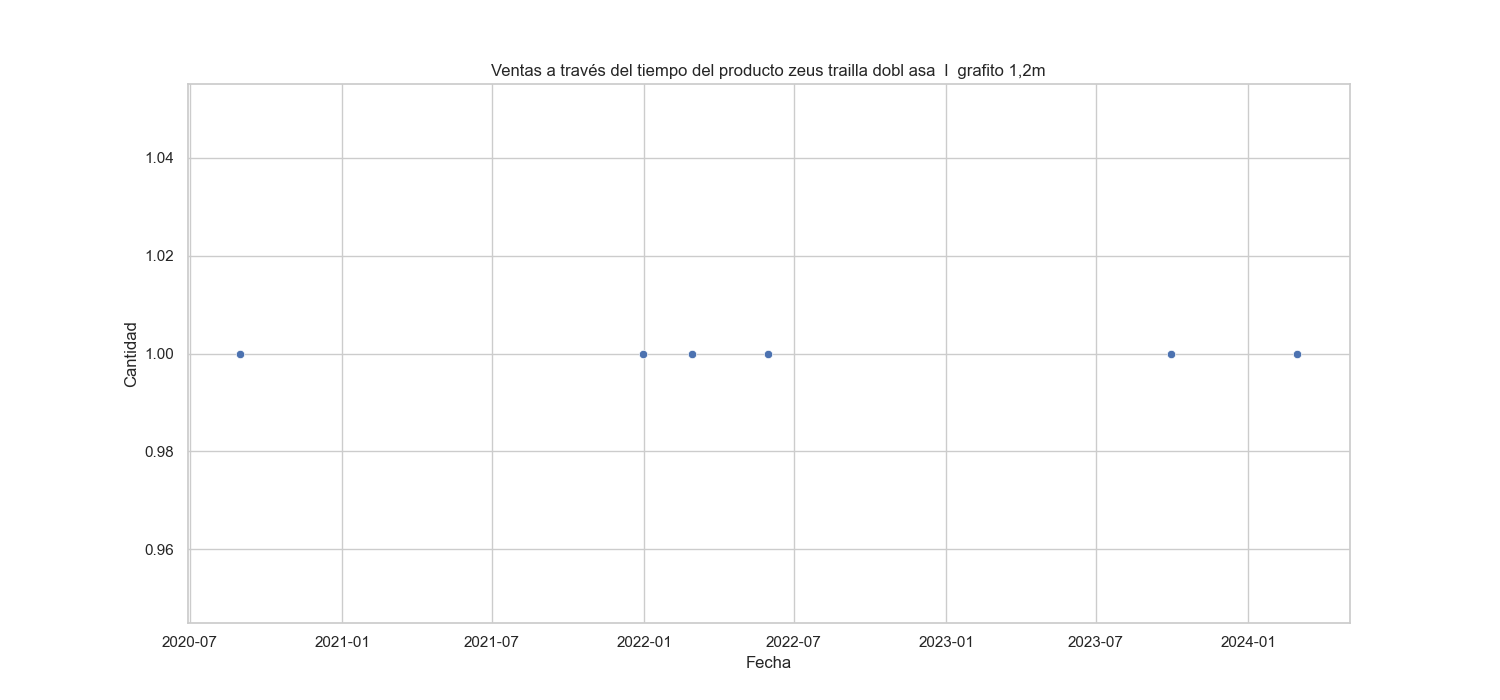 Ventas a través del tiempo del producto zeus trailla dobl asa  l  grafito 1,2m
1.04
1.02
1.00
0.98
0.96
Cantidad
2020-07 2021-01 2021-07 2022-01 2022-07 2023-01 2023-07 2024-01
Fecha